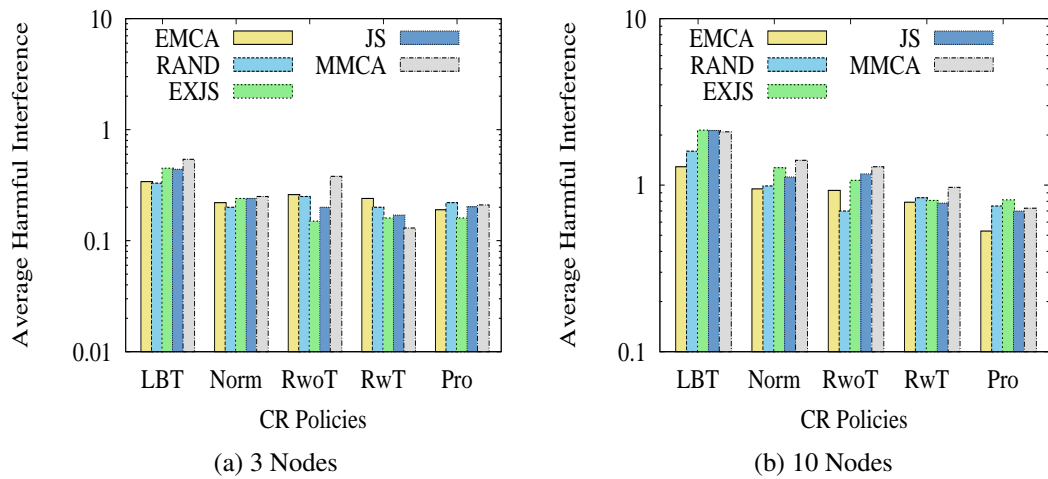 10
1
0.1
0.01
Average Harmful Interference
EMCA
RAND
EXJS
JS
MMCA
LBT Norm RwoT RwT Pro
CR Policies
(a) 3 Nodes
10
1
0.1
Average Harmful Interference
EMCA
RAND
EXJS
JS
MMCA
LBT Norm RwoT RwT Pro
CR Policies
(b) 10 Nodes